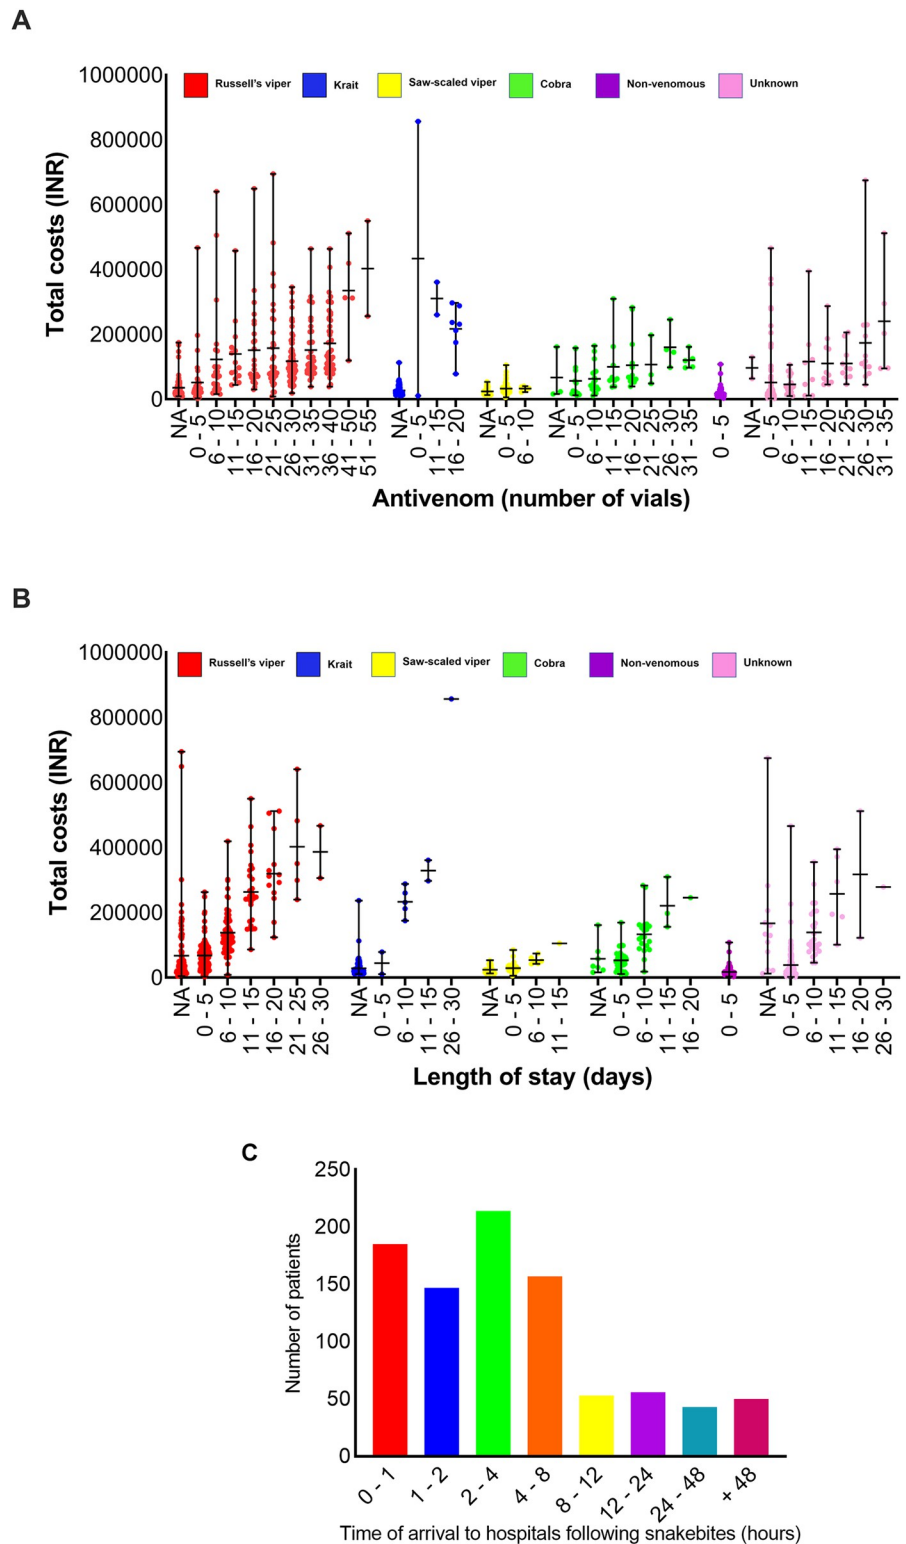 A
1000000
800000
600000
400000
200000
0
Total costs (INR)
Russell's viper Krait Saw-scaled viper Cobra Non-venomous Unknown
NA 0 - 5 6 - 10 11 - 15 16 - 20 21 - 25 26 - 30 31 - 35 36 - 40 41 - 50 51 - 55 NA 0 - 5 11 - 15 16 - 20 NA 0 - 5 6 - 10 NA 0 - 5 6 - 10 11 - 15 16 - 20 21 - 25 26 - 30 31 - 35 0 - 5 NA 0 - 5 6 - 10 11 - 15 16 - 20 21 - 25 26 - 30 31 - 35
Antivenom (number of vials)
B
1000000
800000
600000
400000
200000
0
Total costs (INR)
Russell's viper Krait Saw-scaled viper Cobra Non-venomous Unknown
NA 0 - 5 6 - 10 11 - 15 16 - 20 21 - 25 26 - 30 NA 0 - 5 6 - 10 11 - 15 26 - 30 NA 0 - 5 6 - 10 11 - 15 NA 0 - 5 6 - 10 11 - 15 16 - 20 0 - 5 NA 0 - 5 6 - 10 11 - 15 16 - 20 26 - 30
Length of stay (days)
C
250
200
150
100
50
0
Number of patients
0 - 1 1 - 2 2 - 4 4 - 8 8 - 12 12 - 24 24 - 48 + 48
Time of arrival to hospitals following snakebites (hours)